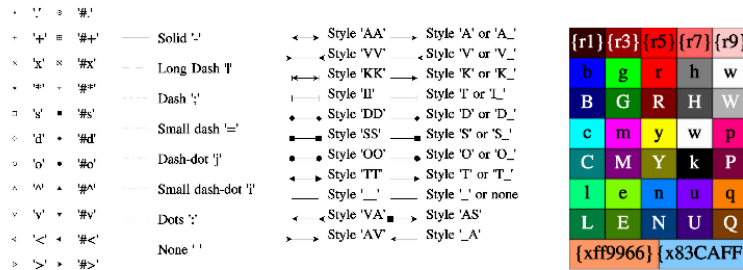 '.' '#.'
'+' '#+'
'x' '#x'
'*' '#*'
's' '#s'
'd' '#d'
'o' '#o'
'^' '#^'
'v' '#v'
'<' '#<'
'>' '#>'
Solid '-'
Long Dash '|'
Dash ';'
Small dash '='
Dash-dot 'j'
Small dash-dot 'i'
Dots ':'
None ' '
Style 'AA' Style 'A' or 'A_'
Style 'VV' Style 'V' or 'V_'
Style 'KK' Style 'K' or 'K_'
Style 'II' Style 'I' or 'I_'
Style 'DD' Style 'D' or 'D_'
Style 'SS' Style 'S' or 'S_'
Style 'OO' Style 'O' or 'O_'
Style 'TT' Style 'T' or 'T_'
Style '__' Style '_' or none
Style 'VA' Style 'AS'
Style 'AV' Style '_A'
{r1} {r3} {r5} {r7} {r9}
b g r h w
B G R H W
c m y w p
C M Y k P
l e n u q
L E N U Q
{xff9966} {x83CAFF}